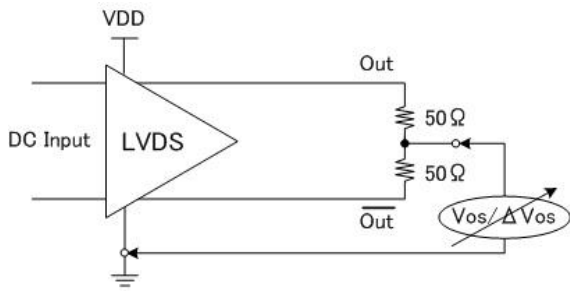 VDD
Out
50Ω
DC Input
LVDS
50Ω
Out
Vos/ΔVos